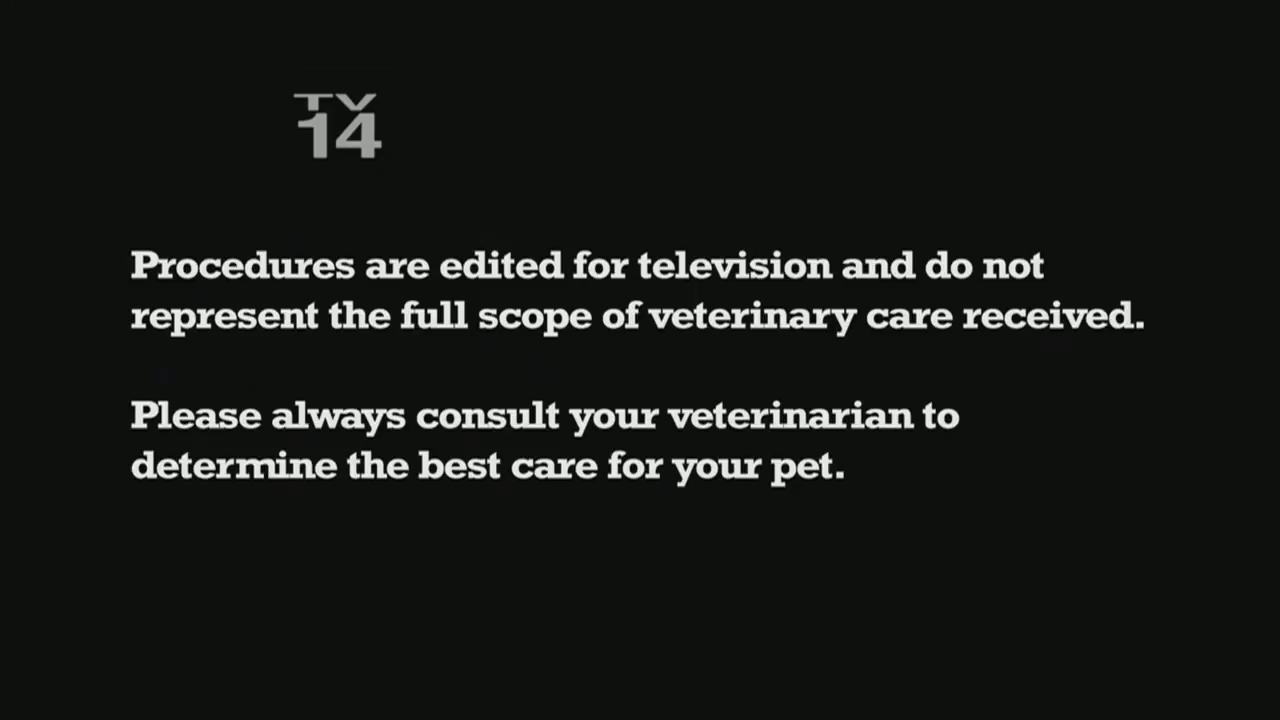 TV
14
Procedures are edited for television and do not
represent the full scope of veterinary care received.
Please always consult your veterinarian to
determine the best care for your pet.